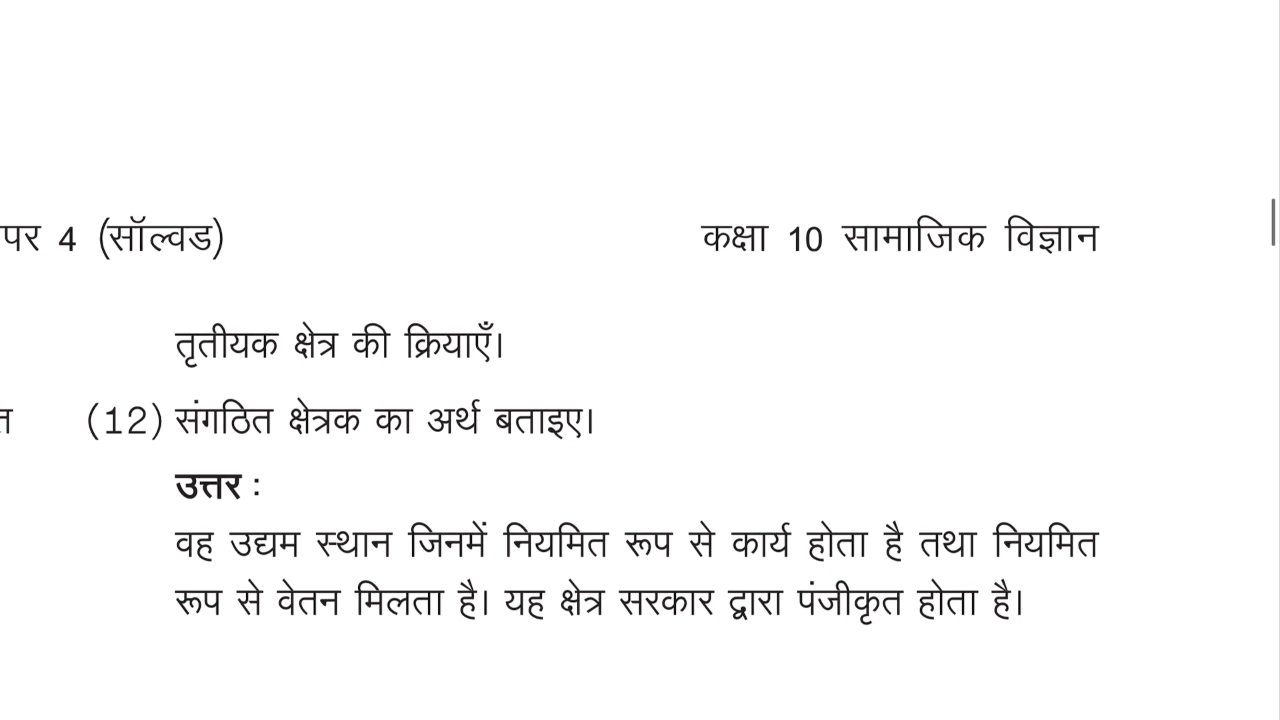 पर 4 (सॉल्वड)
कक्षा 10 सामाजिक विज्ञान
तृतीयक क्षेत्र की क्रियाएँ।
(12) संगठित क्षेत्रक का अर्थ बताइए।
उत्तर :
वह उद्यम स्थान जिनमें नियमित रूप से कार्य होता है तथा नियमित
रूप से वेतन मिलता है। यह क्षेत्र सरकार द्वारा पंजीकृत होता है।